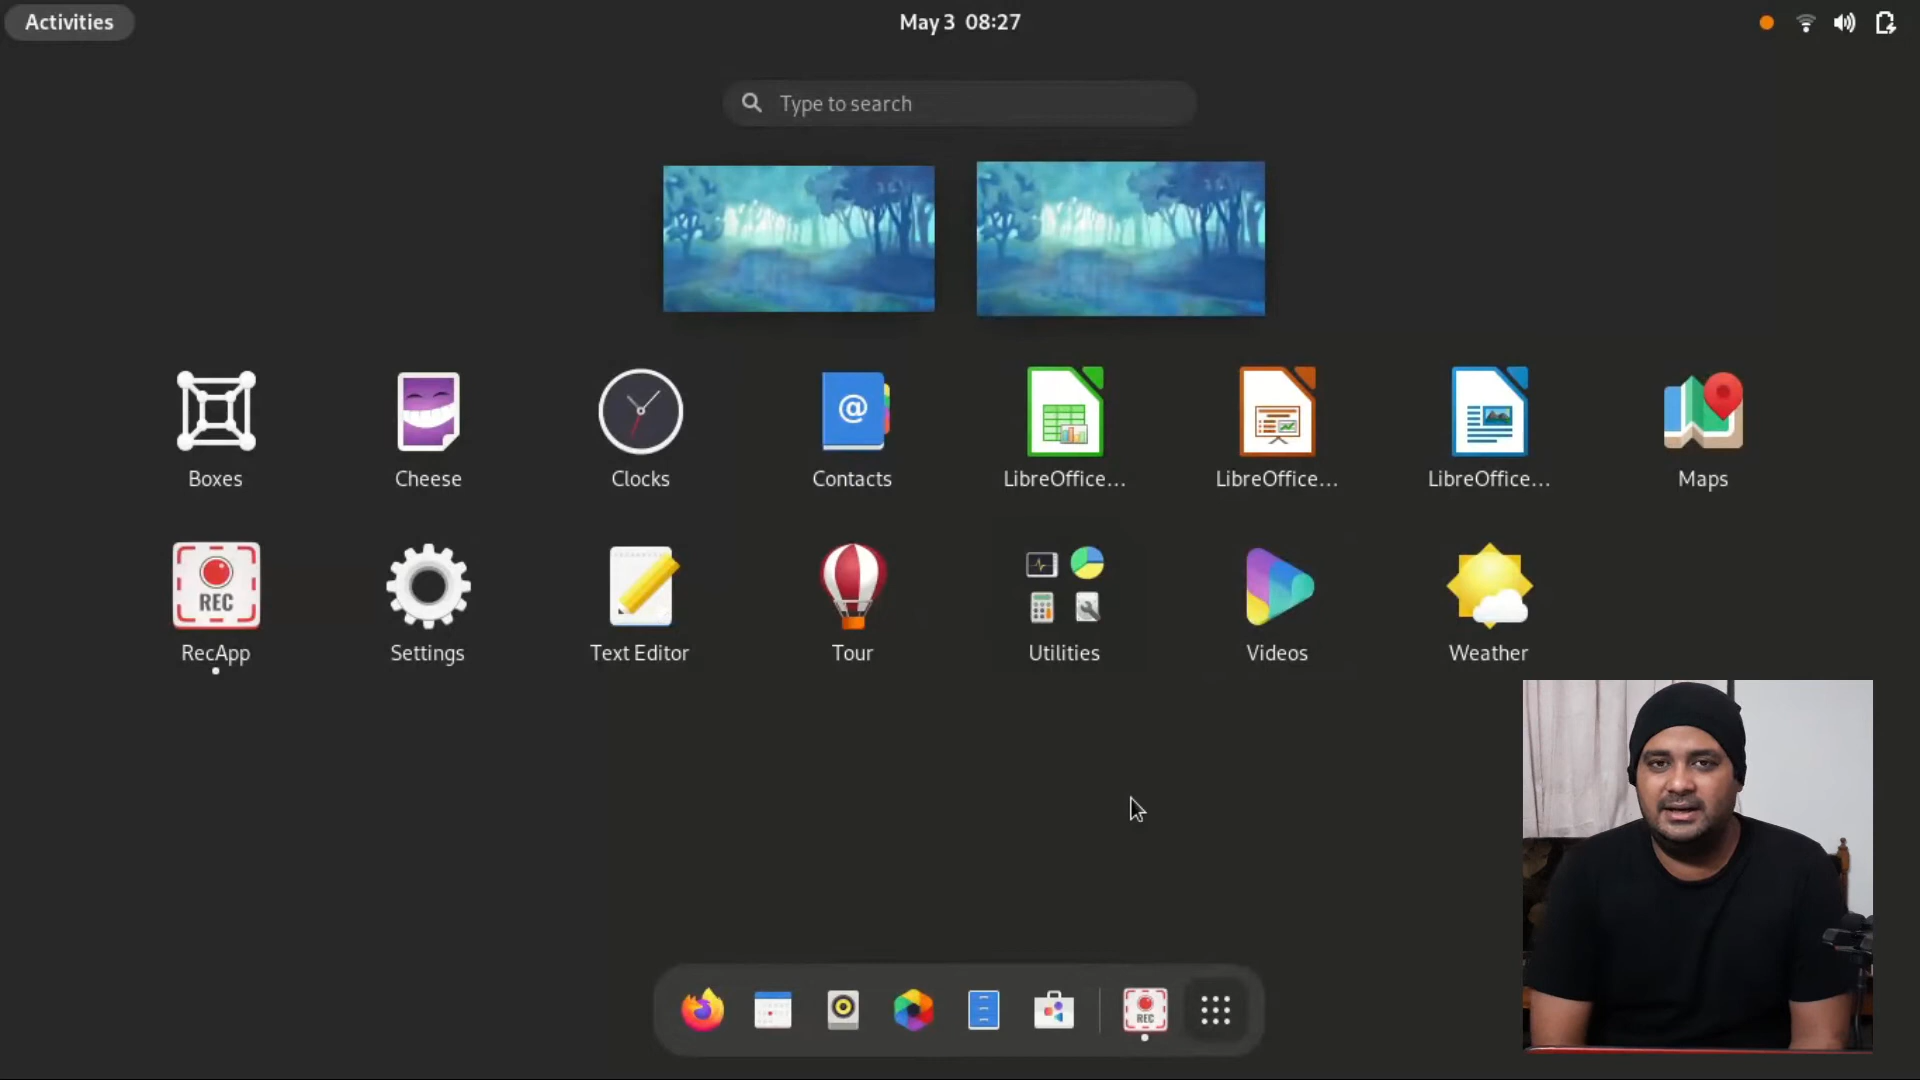 Activities
May 3 08:27
Type to search
Boxes
Cheese
Clocks
Contacts
LibreOffice...
LibreOffice...
LibreOffice...
Maps
REC
RecApp
Settings
Text Editor
Tour
Utilities
Videos
Weather
REC